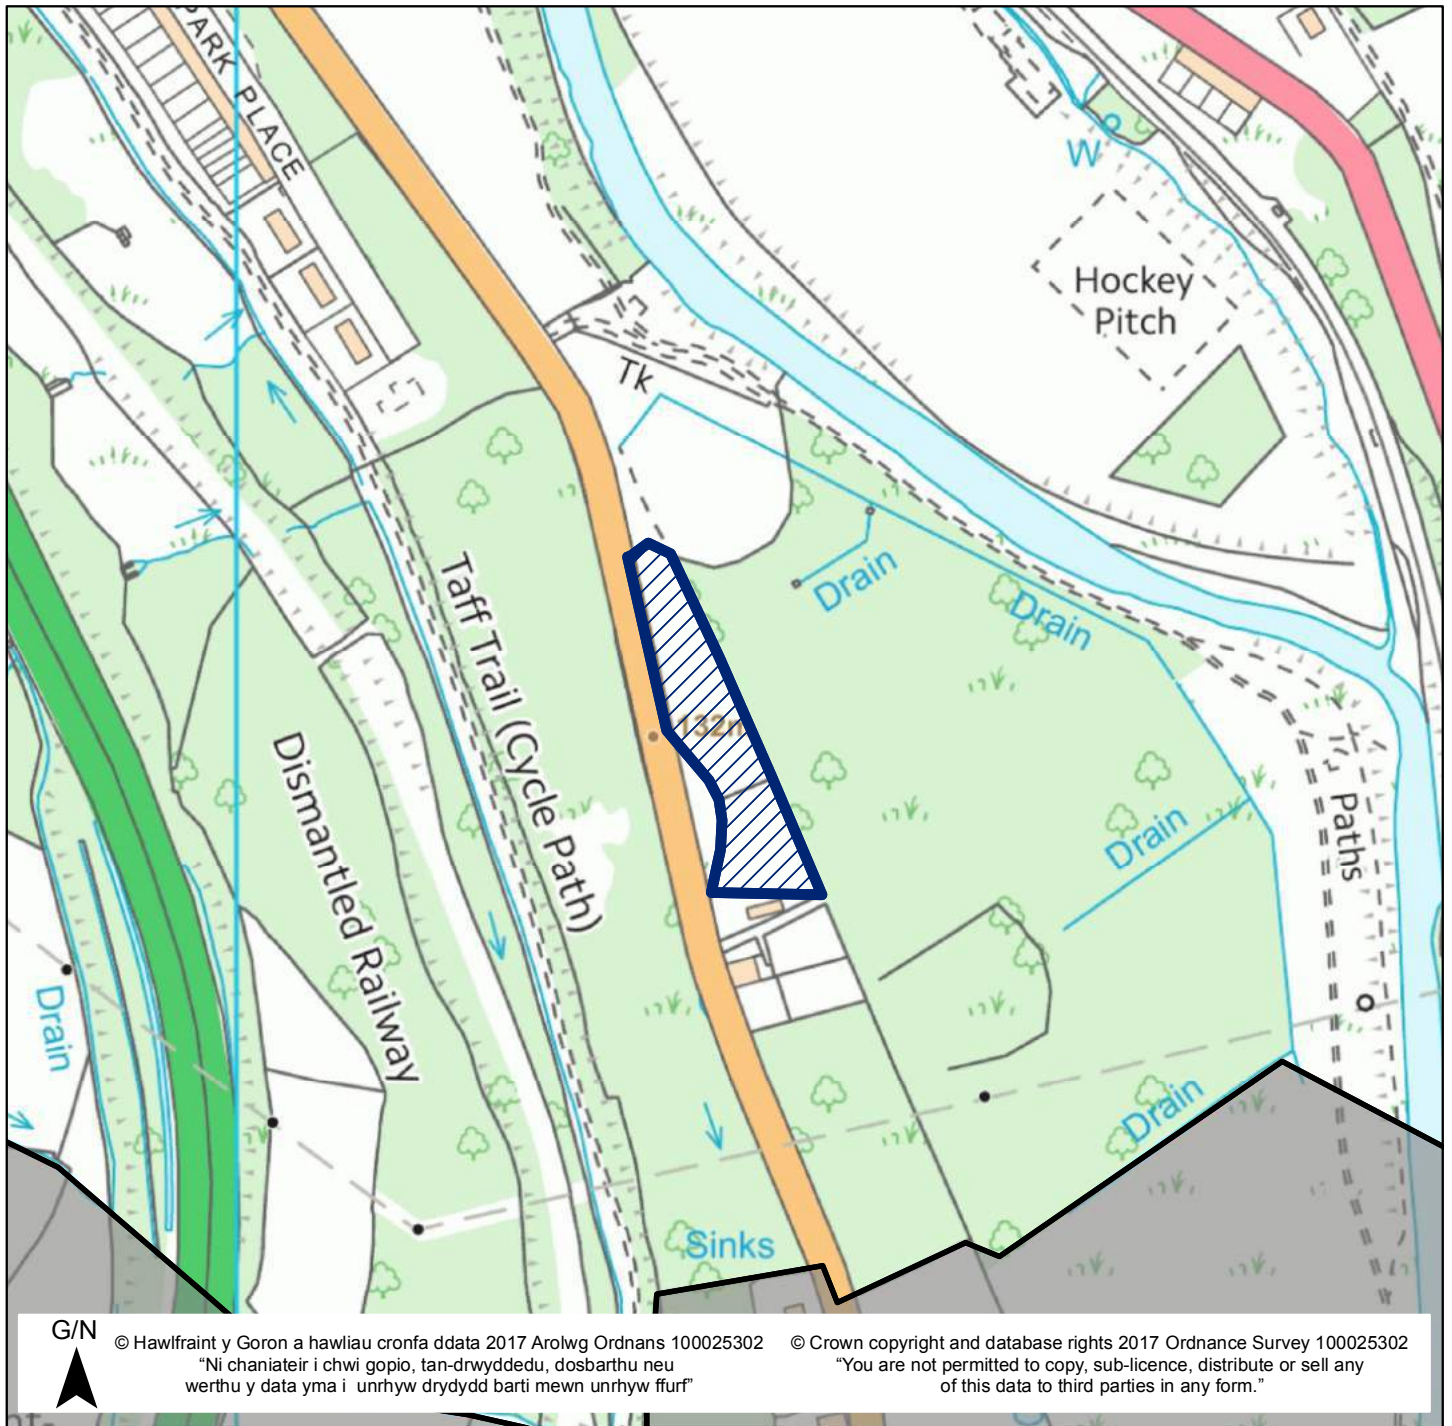 PARK PLACE
W
Hockey
Pitch
Tk
Drain
Drain
Taff Trail (Cycle Path)
132m
Dismantled Railway
Paths
Drain
Drain
Drain
Sinks
G/N
© Hawlfraint y Goron a hawliau cronfa ddata 2017 Arolwg Ordnans 100025302
“Ni chaniateir i chwi gopio, tan-drwyddedu, dosbarthu neu
werthu y data yma i unrhyw drydydd barti mewn unrhyw ffurf”
© Crown copyright and database rights 2017 Ordnance Survey 100025302
“You are not permitted to copy, sub-licence, distribute or sell any
of this data to third parties in any form.”